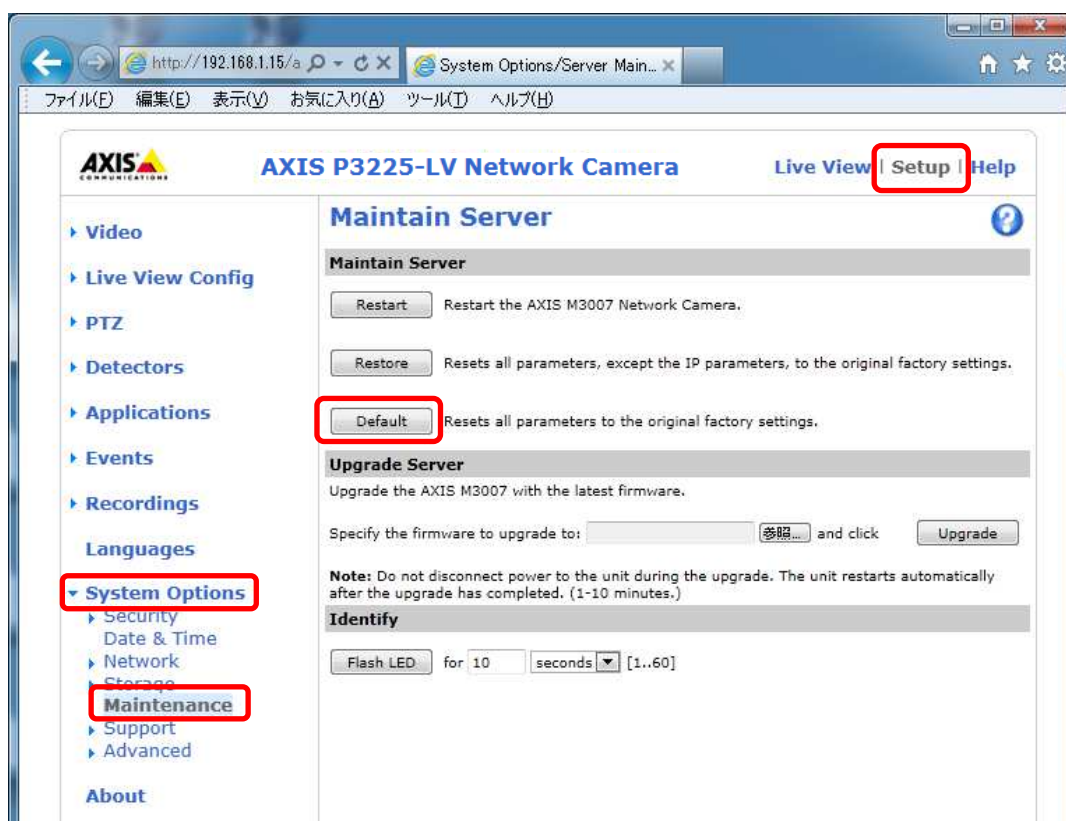 http://192.168.1.15/a
System Options/Server Main...
ファイル(F) 編集(E) 表示(V) お気に入り(A) ツール(T) ヘルプ(H)
AXIS
COMMUNICATIONS
AXIS P3225-LV Network Camera
Live View | Setup | Help
Video
Live View Config
PTZ
Detectors
Applications
Events
Recordings
Languages
System Options
Security
Date & Time
Network
Storage
Maintenance
Support
Advanced
About
Maintain Server
Maintain Server
Restart Restart the AXIS M3007 Network Camera.
Restore Resets all parameters, except the IP parameters, to the original factory settings.
Default Resets all parameters to the original factory settings.
Upgrade Server
Upgrade the AXIS M3007 with the latest firmware.
Specify the firmware to upgrade to: 参照... and click Upgrade
Note: Do not disconnect power to the unit during the upgrade. The unit restarts automatically
after the upgrade has completed. (1-10 minutes.)
Identify
Flash LED for 10 seconds [1..60]